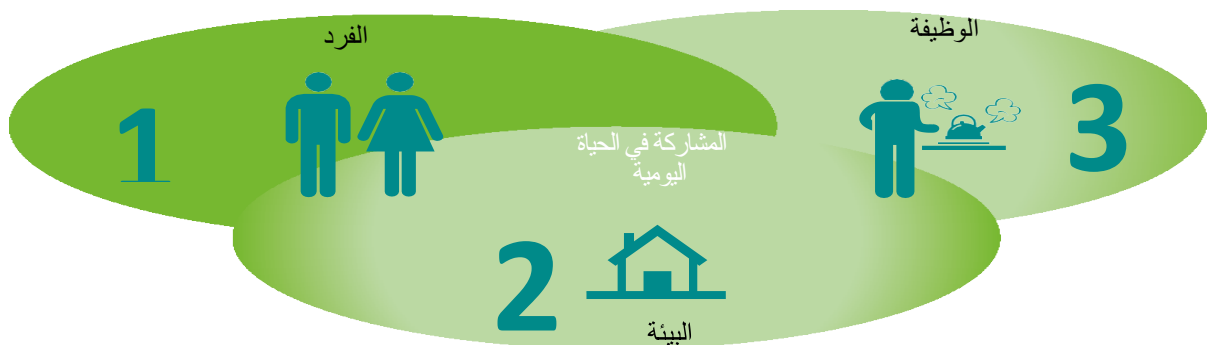 الفرد
الوظيفة
1
3
المشاركة في الحياة
اليومية
2
البيئة